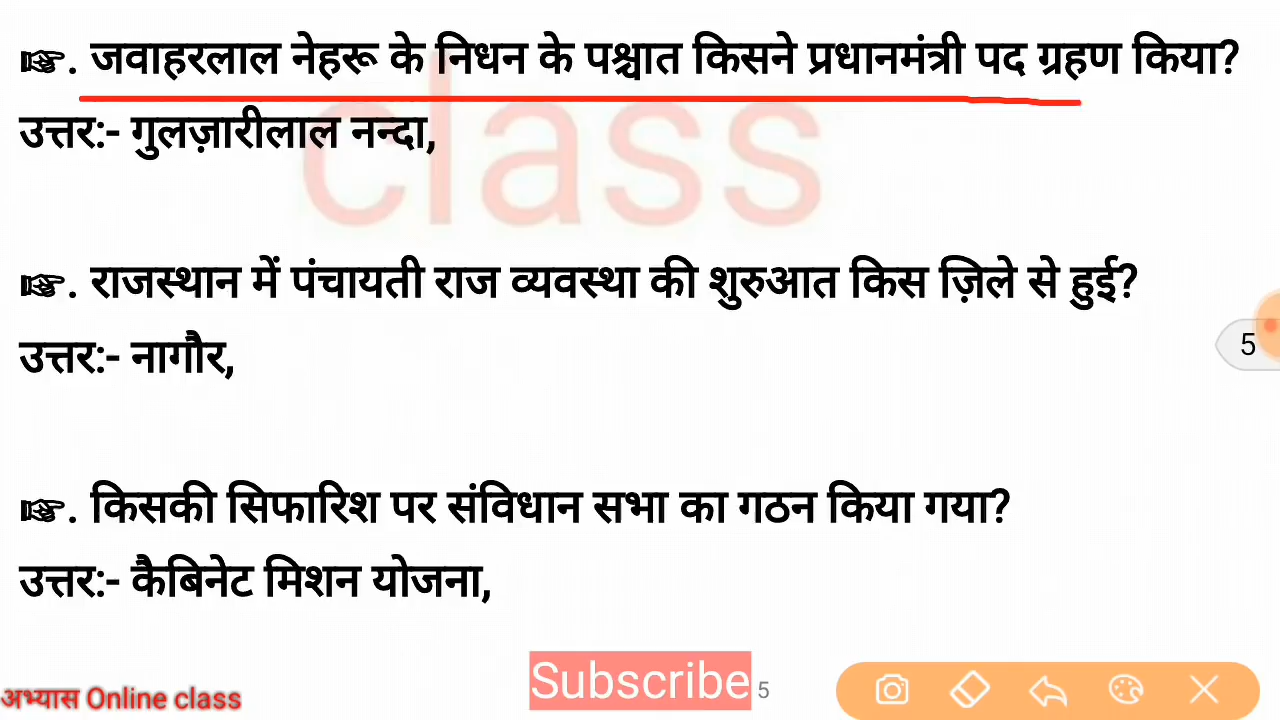 ☞. जवाहरलाल नेहरू के निधन के पश्चात किसने प्रधानमंत्री पद ग्रहण किया?
उत्तर:- गुलज़ारीलाल नन्दा,
class
☞. राजस्थान में पंचायती राज व्यवस्था की शुरुआत किस ज़िले से हुई?
5
उत्तर:- नागौर,
☞. किसकी सिफारिश पर संविधान सभा का गठन किया गया?
उत्तर:- कैबिनेट मिशन योजना,
Subscribe 5
अभ्यास Online class